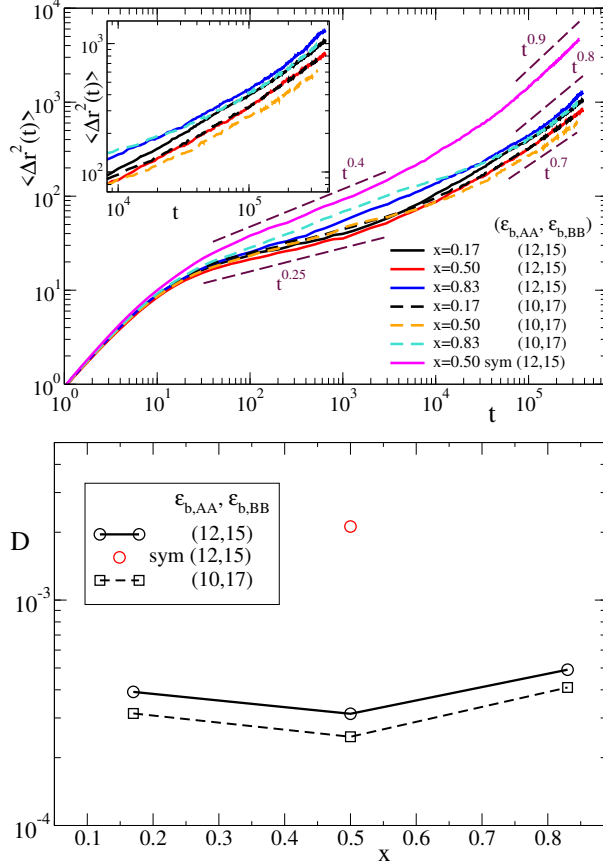 10^4
10^3
10^2
10^1
10^0
<Δr^2(t)>
10^3
10^2
<Δr^2(t)>
10^4
t
10^5
t^0.9
t^0.8
t^0.7
t^0.4
t^0.25
(ε_b,AA, ε_b,BB)
x=0.17 (12,15)
x=0.50 (12,15)
x=0.83 (12,15)
x=0.17 (10,17)
x=0.50 (10,17)
x=0.83 (10,17)
x=0.50 sym (12,15)
10^0 10^1 10^2 10^3 10^4 t 10^5
ε_b,AA, ε_b,BB
(12,15)
sym (12,15)
(10,17)
D
10^-3
10^-4
0.1 0.2 0.3 0.4 0.5 0.6 0.7 0.8
x